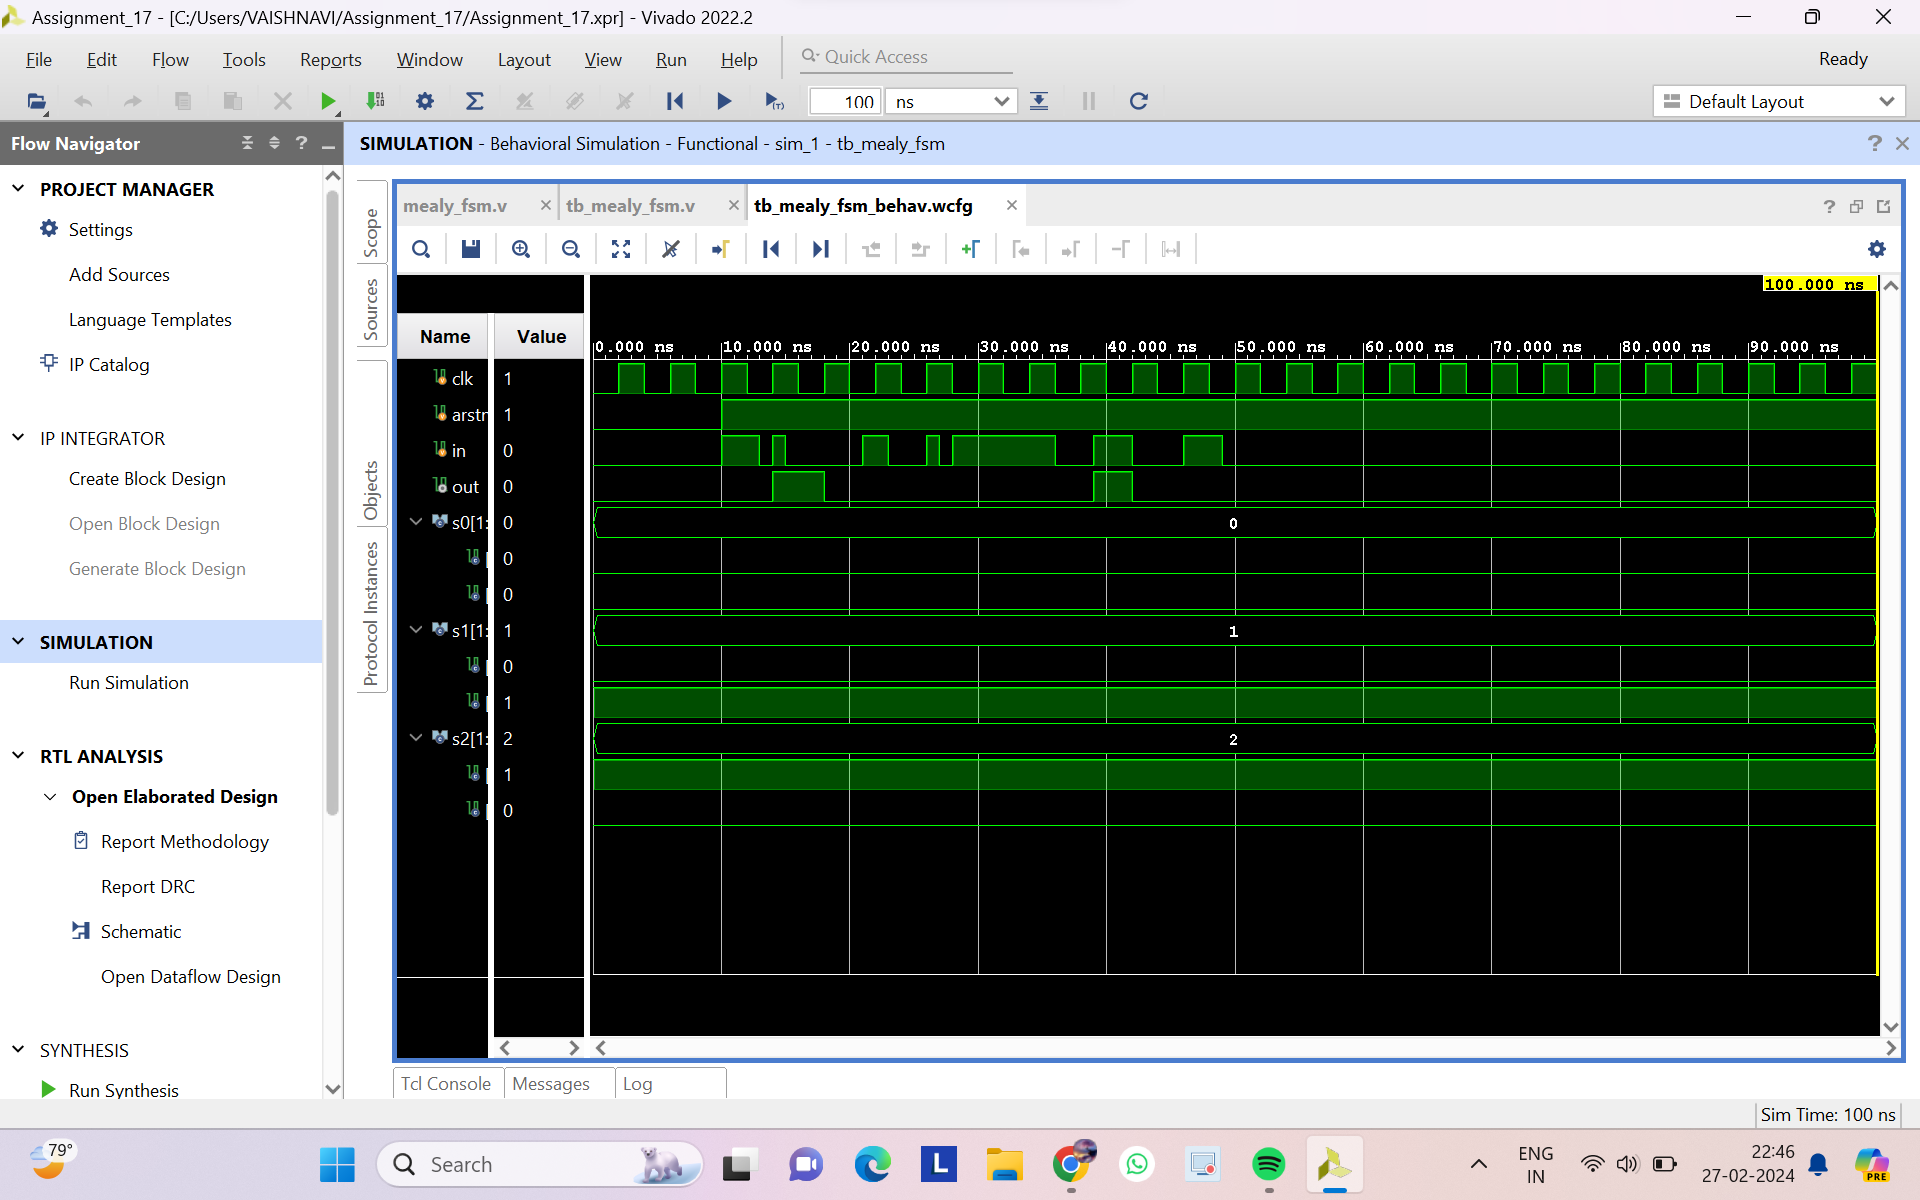 Assignment_17 - [C:/Users/VAISHNAVI/Assignment_17/Assignment_17.xpr] - Vivado 2022.2
File Edit Flow Tools Reports Window Layout View Run Help Quick Access Ready
100 ns Default Layout
Flow Navigator
SIMULATION - Behavioral Simulation - Functional - sim_1 - tb_mealy_fsm
PROJECT MANAGER
Settings
Add Sources
Language Templates
IP Catalog
IP INTEGRATOR
Create Block Design
Open Block Design
Generate Block Design
SIMULATION
Run Simulation
RTL ANALYSIS
Open Elaborated Design
Report Methodology
Report DRC
Schematic
Open Dataflow Design
SYNTHESIS
Run Synthesis
Scope
Sources
Objects
Protocol Instances
mealy_fsm.v tb_mealy_fsm.v tb_mealy_fsm_behav.wcfg
100.000 ns
Name Value
0.000 ns 10.000 ns 20.000 ns 30.000 ns 40.000 ns 50.000 ns 60.000 ns 70.000 ns 80.000 ns 90.000 ns
clk 1
arstr 1
in 0
out 0
s0[1: 0 0
0
0
s1[1: 1 1
0
1
s2[1: 2 2
1
0
Tcl Console Messages Log
Sim Time: 100 ns
79°
Search
L
PRE
ENG
IN
22:46
27-02-2024